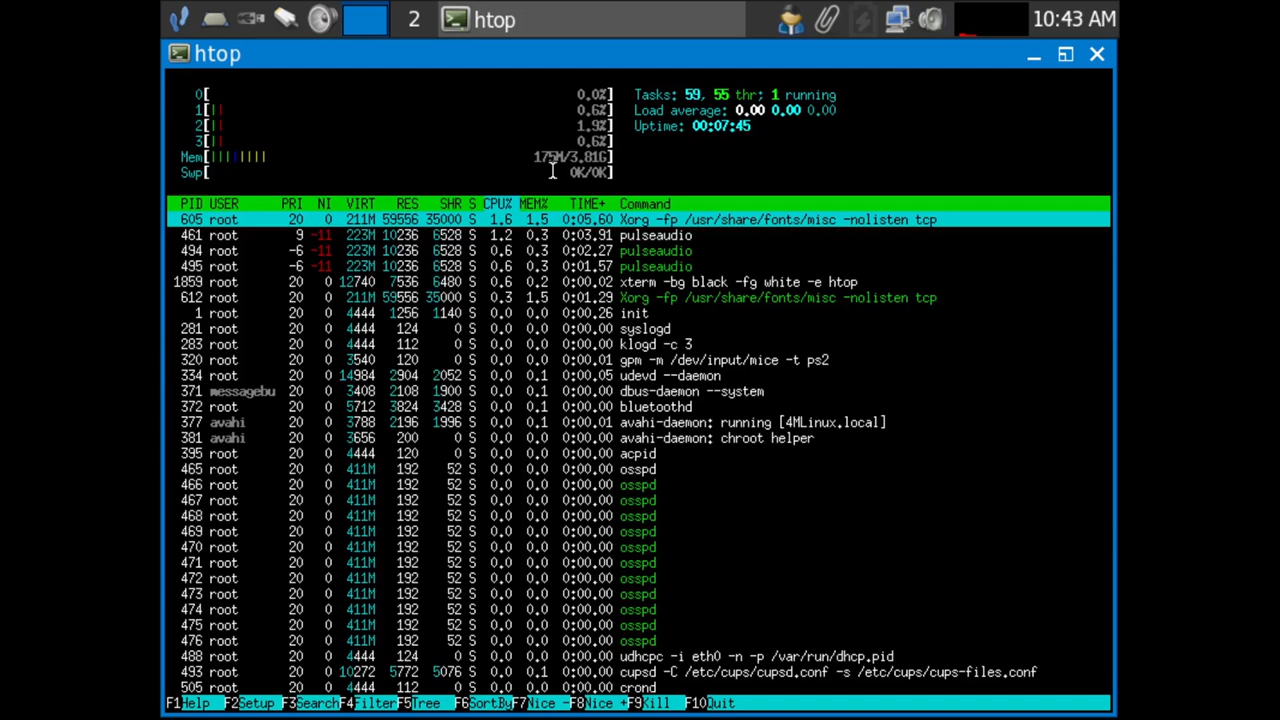 2 htop 10:43 AM
htop
0[ 0.0%] Tasks: 59, 55 thr; 1 running
1[|| 0.6%] Load average: 0.00 0.00 0.00
2[|| 1.9%] Uptime: 00:07:45
3[|| 0.6%]
Mem[|||||||| 175M/3.81G]
Swp[ 0K/0K]
PID USER PRI NI VIRT RES SHR S CPU% MEM% TIME+ Command
605 root 20 0 211M 59556 35000 S 1.6 1.5 0:05.60 Xorg -fp /usr/share/fonts/misc -nolisten tcp
461 root 9 -11 223M 10236 6528 S 1.2 0.3 0:03.91 pulseaudio
494 root -6 -11 223M 10236 6528 S 0.6 0.3 0:02.27 pulseaudio
495 root -6 -11 223M 10236 6528 S 0.6 0.3 0:01.57 pulseaudio
1859 root 20 0 12740 7536 6480 S 0.6 0.2 0:00.02 xterm -bg black -fg white -e htop
612 root 20 0 211M 59556 35000 S 0.3 1.5 0:01.29 Xorg -fp /usr/share/fonts/misc -nolisten tcp
1 root 20 0 4444 1256 1140 S 0.0 0.0 0:00.26 init
281 root 20 0 4444 124 0 S 0.0 0.0 0:00.00 syslogd
283 root 20 0 4444 112 0 S 0.0 0.0 0:00.00 klogd -c 3
320 root 20 0 3540 120 0 S 0.0 0.0 0:00.01 gpm -m /dev/input/mice -t ps2
334 root 20 0 14984 2904 2052 S 0.0 0.1 0:00.05 udevd --daemon
371 messagebu 20 0 3408 2108 1900 S 0.0 0.1 0:00.00 dbus-daemon --system
372 root 20 0 5712 3824 3428 S 0.0 0.1 0:00.00 bluetoothd
377 avahi 20 0 3788 2196 1996 S 0.0 0.1 0:00.01 avahi-daemon: running [4MLinux.local]
381 avahi 20 0 3656 200 0 S 0.0 0.0 0:00.00 avahi-daemon: chroot helper
395 root 20 0 4444 120 0 S 0.0 0.0 0:00.00 acpid
465 root 20 0 411M 192 52 S 0.0 0.0 0:00.00 osspd
466 root 20 0 411M 192 52 S 0.0 0.0 0:00.00 osspd
467 root 20 0 411M 192 52 S 0.0 0.0 0:00.00 osspd
468 root 20 0 411M 192 52 S 0.0 0.0 0:00.00 osspd
469 root 20 0 411M 192 52 S 0.0 0.0 0:00.00 osspd
470 root 20 0 411M 192 52 S 0.0 0.0 0:00.00 osspd
471 root 20 0 411M 192 52 S 0.0 0.0 0:00.00 osspd
472 root 20 0 411M 192 52 S 0.0 0.0 0:00.00 osspd
473 root 20 0 411M 192 52 S 0.0 0.0 0:00.00 osspd
474 root 20 0 411M 192 52 S 0.0 0.0 0:00.00 osspd
475 root 20 0 411M 192 52 S 0.0 0.0 0:00.00 osspd
476 root 20 0 411M 192 52 S 0.0 0.0 0:00.00 osspd
488 root 20 0 4444 124 0 S 0.0 0.0 0:00.00 udhcpc -i eth0 -n -p /var/run/dhcp.pid
493 root 20 0 10272 5772 5076 S 0.0 0.1 0:00.00 cupsd -C /etc/cups/cupsd.conf -s /etc/cups/cups-files.conf
505 root 20 0 4444 112 0 S 0.0 0.0 0:00.00 crond
F1Help F2Setup F3SearchF4FilterF5Tree F6SortByF7Nice -F8Nice +F9Kill F10Quit